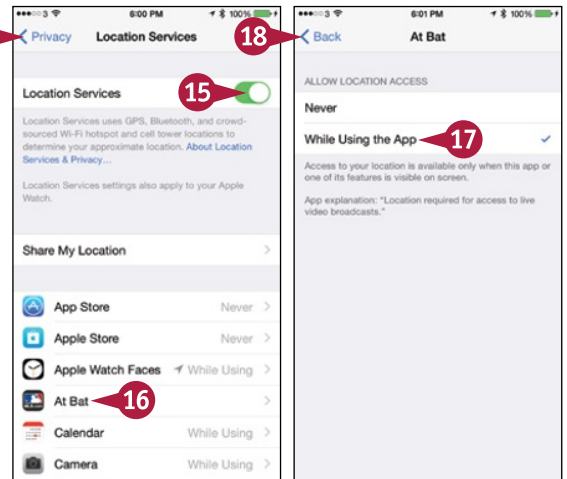 3 6:00 PM 100%
Privacy Location Services
Location Services 15
Location Services uses GPS, Bluetooth, and crowd-
sourced Wi-Fi hotspot and cell tower locations to
determine your approximate location. About Location
Services & Privacy…
Location Services settings also apply to your Apple
Watch.
Share My Location
App Store Never
Apple Store Never
Apple Watch Faces While Using
At Bat 16
Calendar While Using
Camera While Using
3 6:01 PM 100%
18 Back At Bat
ALLOW LOCATION ACCESS
Never
While Using the App 17
Access to your location is available only when this app or
one of its features is visible on screen.
App explanation: "Location required for access to live
video broadcasts."